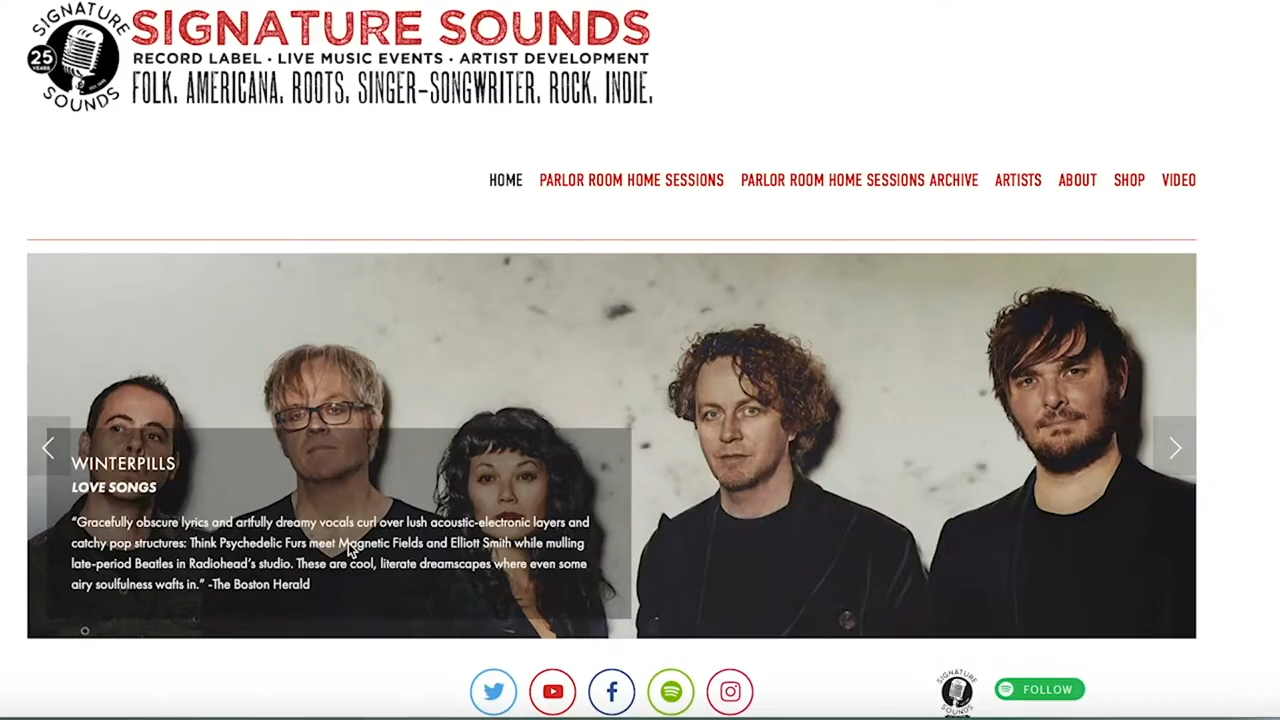 SIGNATURE
25
YEARS
SOUNDS
SIGNATURE SOUNDS
RECORD LABEL · LIVE MUSIC EVENTS · ARTIST DEVELOPMENT
FOLK. AMERICANA. ROOTS. SINGER-SONGWRITER. ROCK. INDIE.
HOME PARLOR ROOM HOME SESSIONS PARLOR ROOM HOME SESSIONS ARCHIVE ARTISTS ABOUT SHOP VIDEO
WINTERPILLS
LOVE SONGS
“Gracefully obscure lyrics and artfully dreamy vocals curl over lush acoustic-electronic layers and
catchy pop structures: Think Psychedelic Furs meet Magnetic Fields and Elliott Smith while mulling
late-period Beatles in Radiohead’s studio. These are cool, literate dreamscapes where even some
airy soulfulness wafts in.” -The Boston Herald
SIGNATURE
SOUNDS
FOLLOW